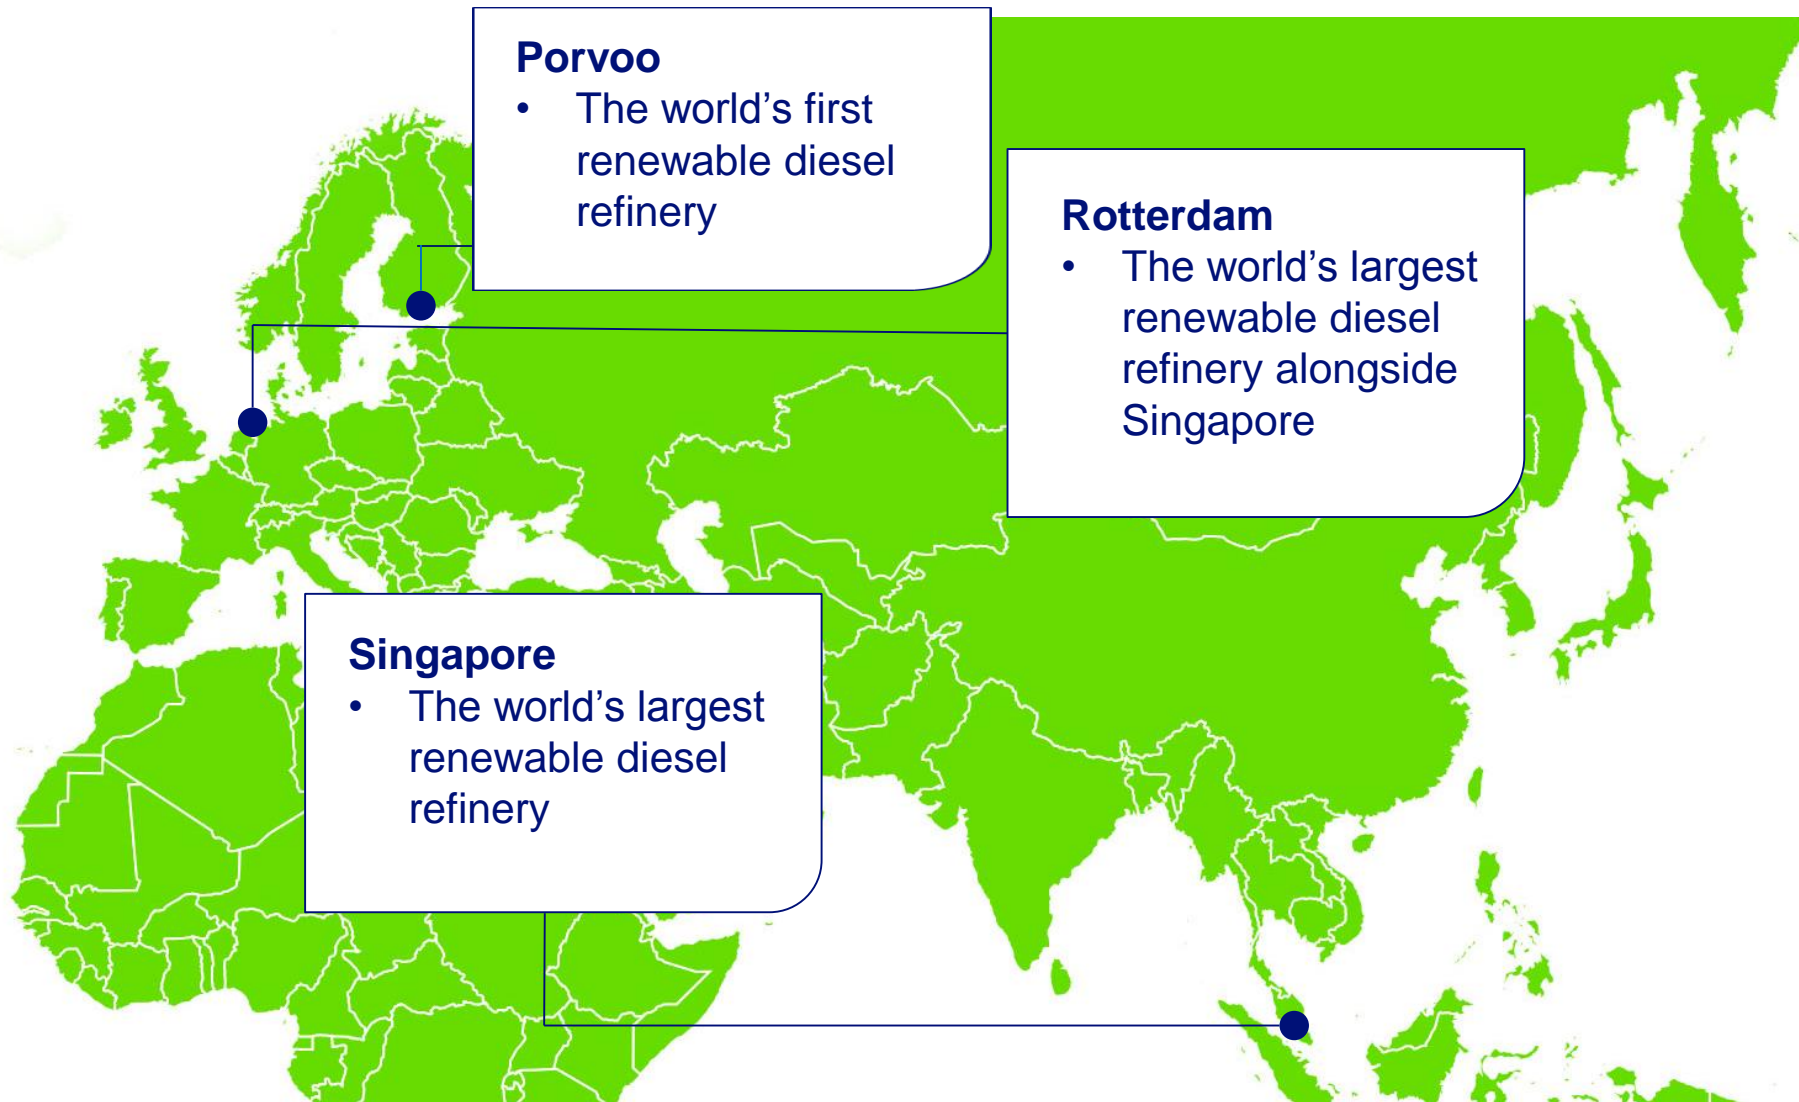 Porvoo
• The world’s first
renewable diesel
refinery
Rotterdam
• The world’s largest
renewable diesel
refinery alongside
Singapore
Singapore
• The world’s largest
renewable diesel
refinery